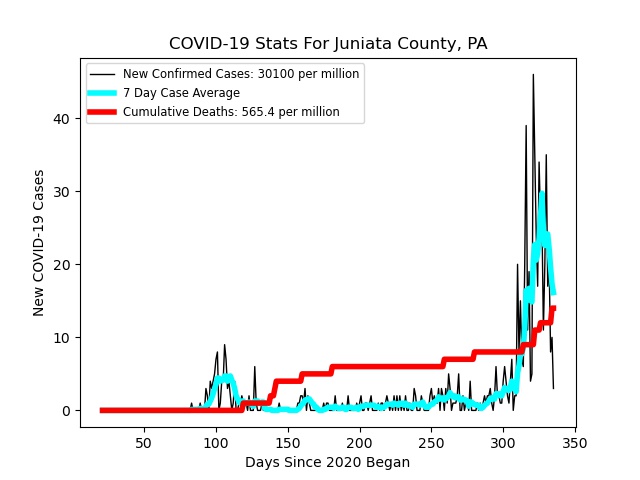 COVID-19 Stats For Juniata County, PA
New Confirmed Cases: 30100 per million
7 Day Case Average
Cumulative Deaths: 565.4 per million
New COVID-19 Cases
40
30
20
10
0
50 100 150 200 250 300 350
Days Since 2020 Began